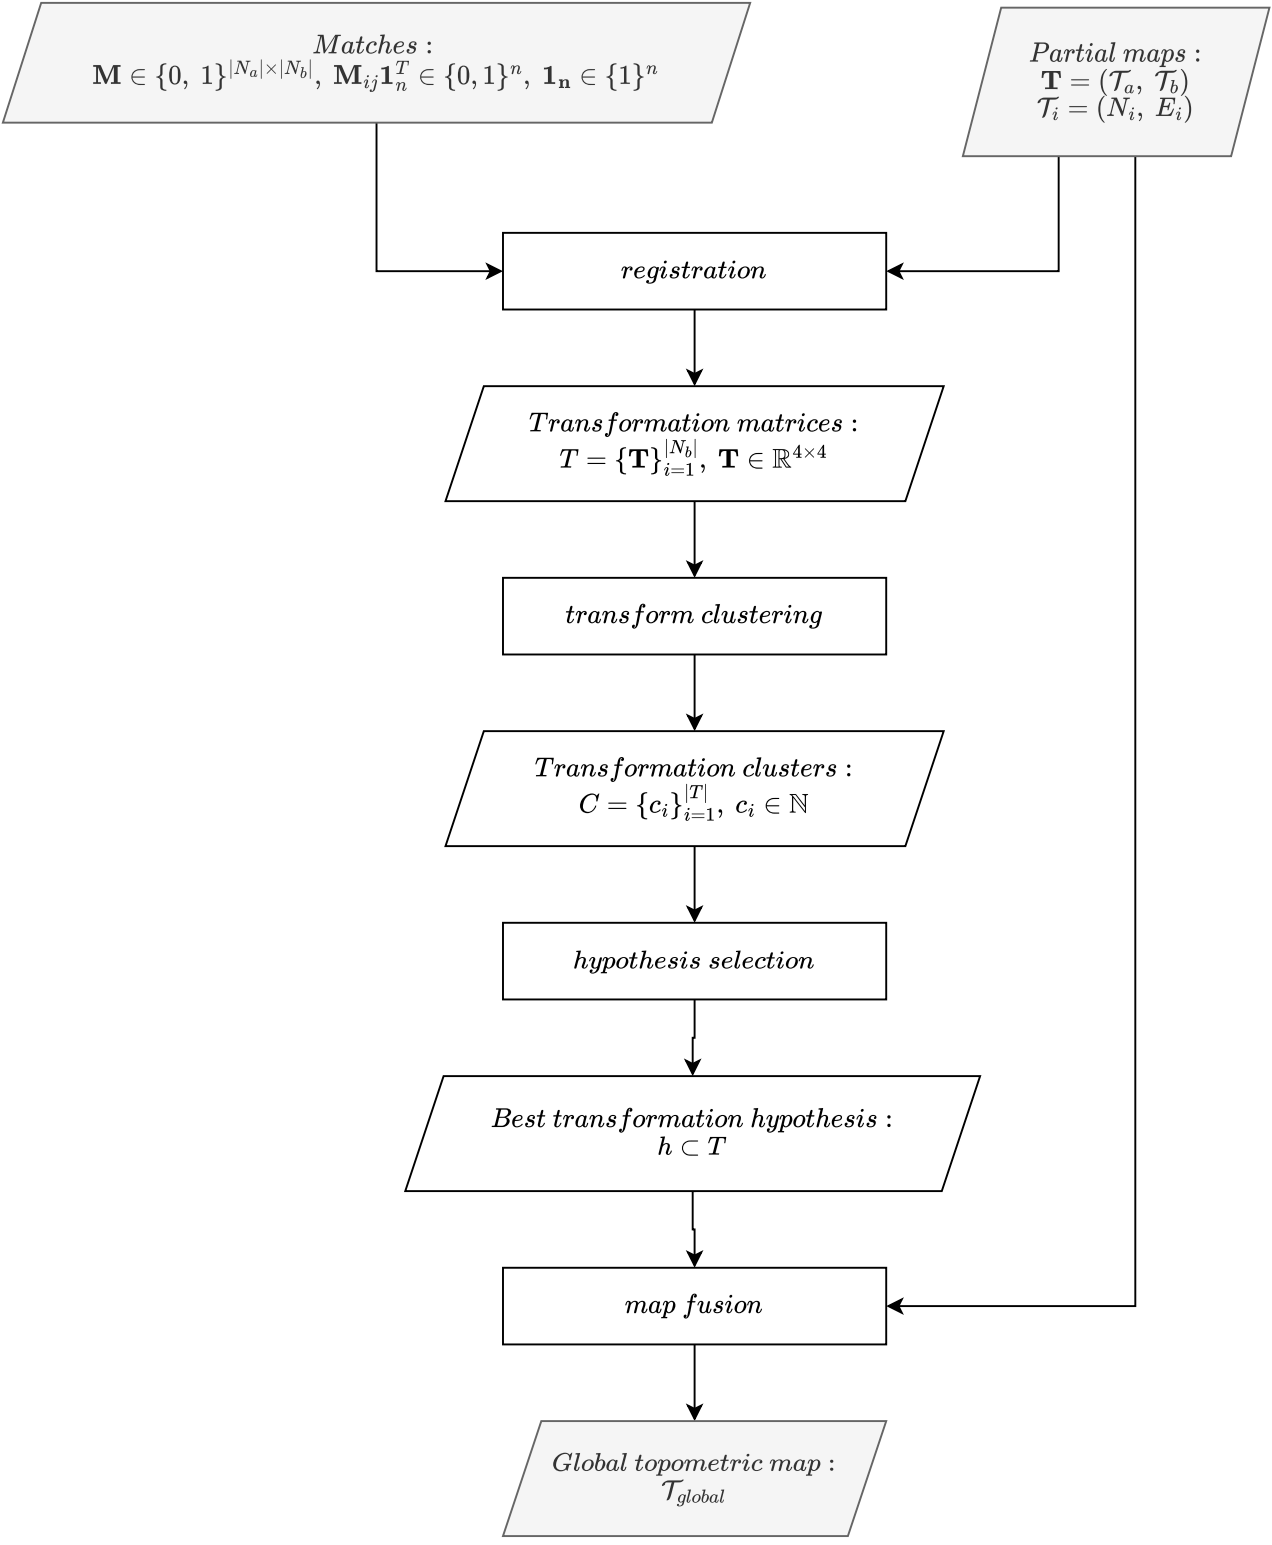 Matches :
M ∈ {0, 1}^{|N_a|×|N_b|}, M_{ij}1_n^T ∈ {0,1}^n, 1_n ∈ {1}^n
Partial maps :
T = (𝒯_a, 𝒯_b)
𝒯_i = (N_i, E_i)
registration
Transformation matrices :
T = {T}_{i=1}^{|N_b|}, T ∈ ℝ^{4×4}
transform clustering
Transformation clusters :
C = {c_i}_{i=1}^{|T|}, c_i ∈ ℕ
hypothesis selection
Best transformation hypothesis :
h ⊂ T
map fusion
Global topometric map :
𝒯_{global}